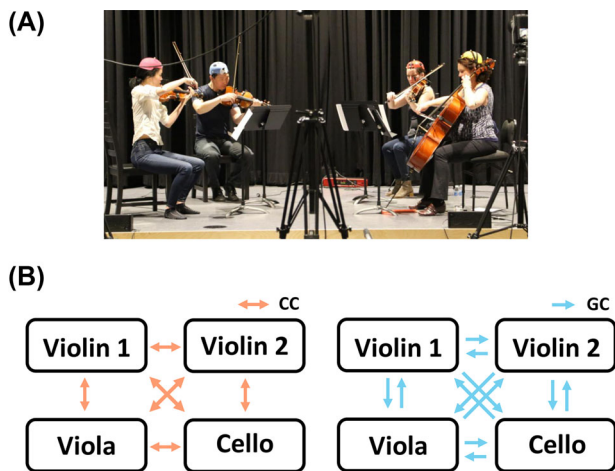 (A)
(B)
CC
GC
Violin 1
Violin 2
Violin 1
Violin 2
Viola
Cello
Viola
Cello